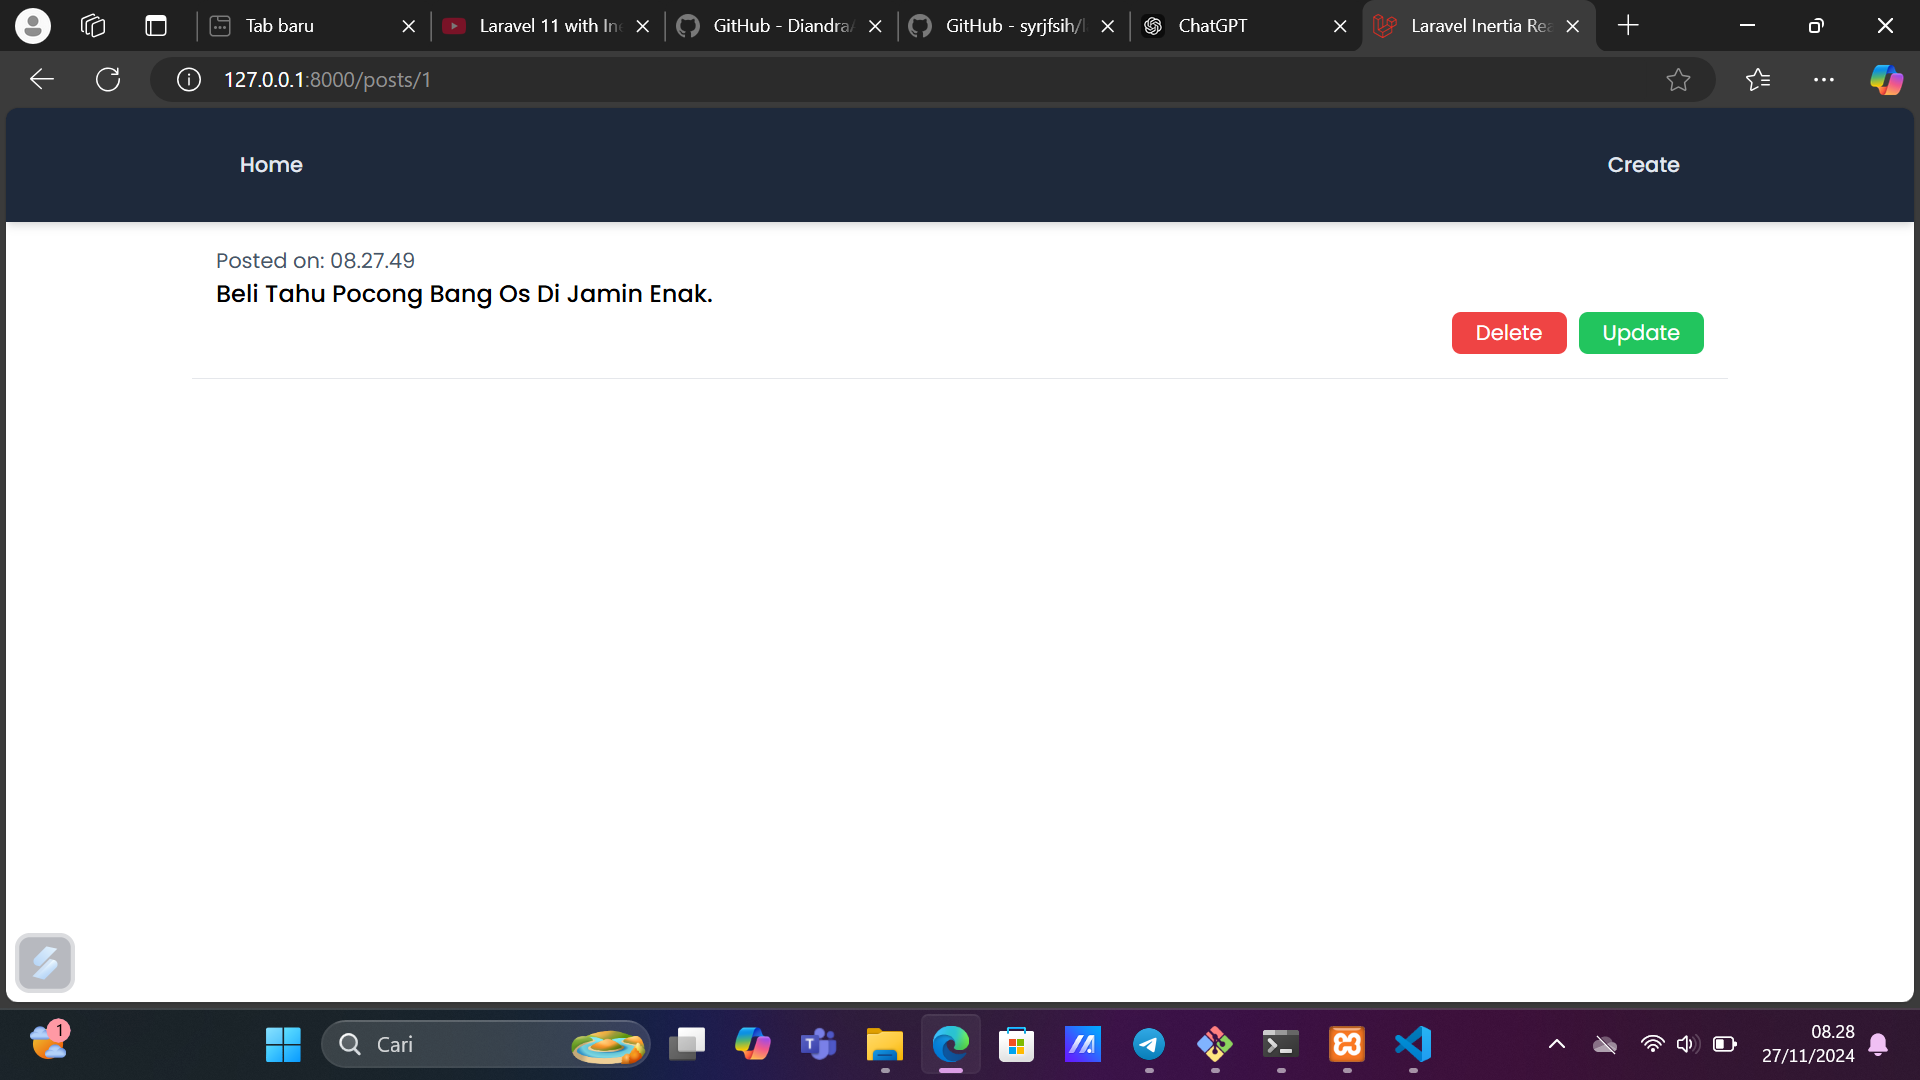 Tab baru
Laravel 11 with Ine
GitHub - Diandra
GitHub - syrjfsih/l
ChatGPT
Laravel Inertia Rea
127.0.0.1:8000/posts/1
Home
Create
Posted on: 08.27.49
Beli Tahu Pocong Bang Os Di Jamin Enak.
Delete
Update
1
Cari
08.28
27/11/2024